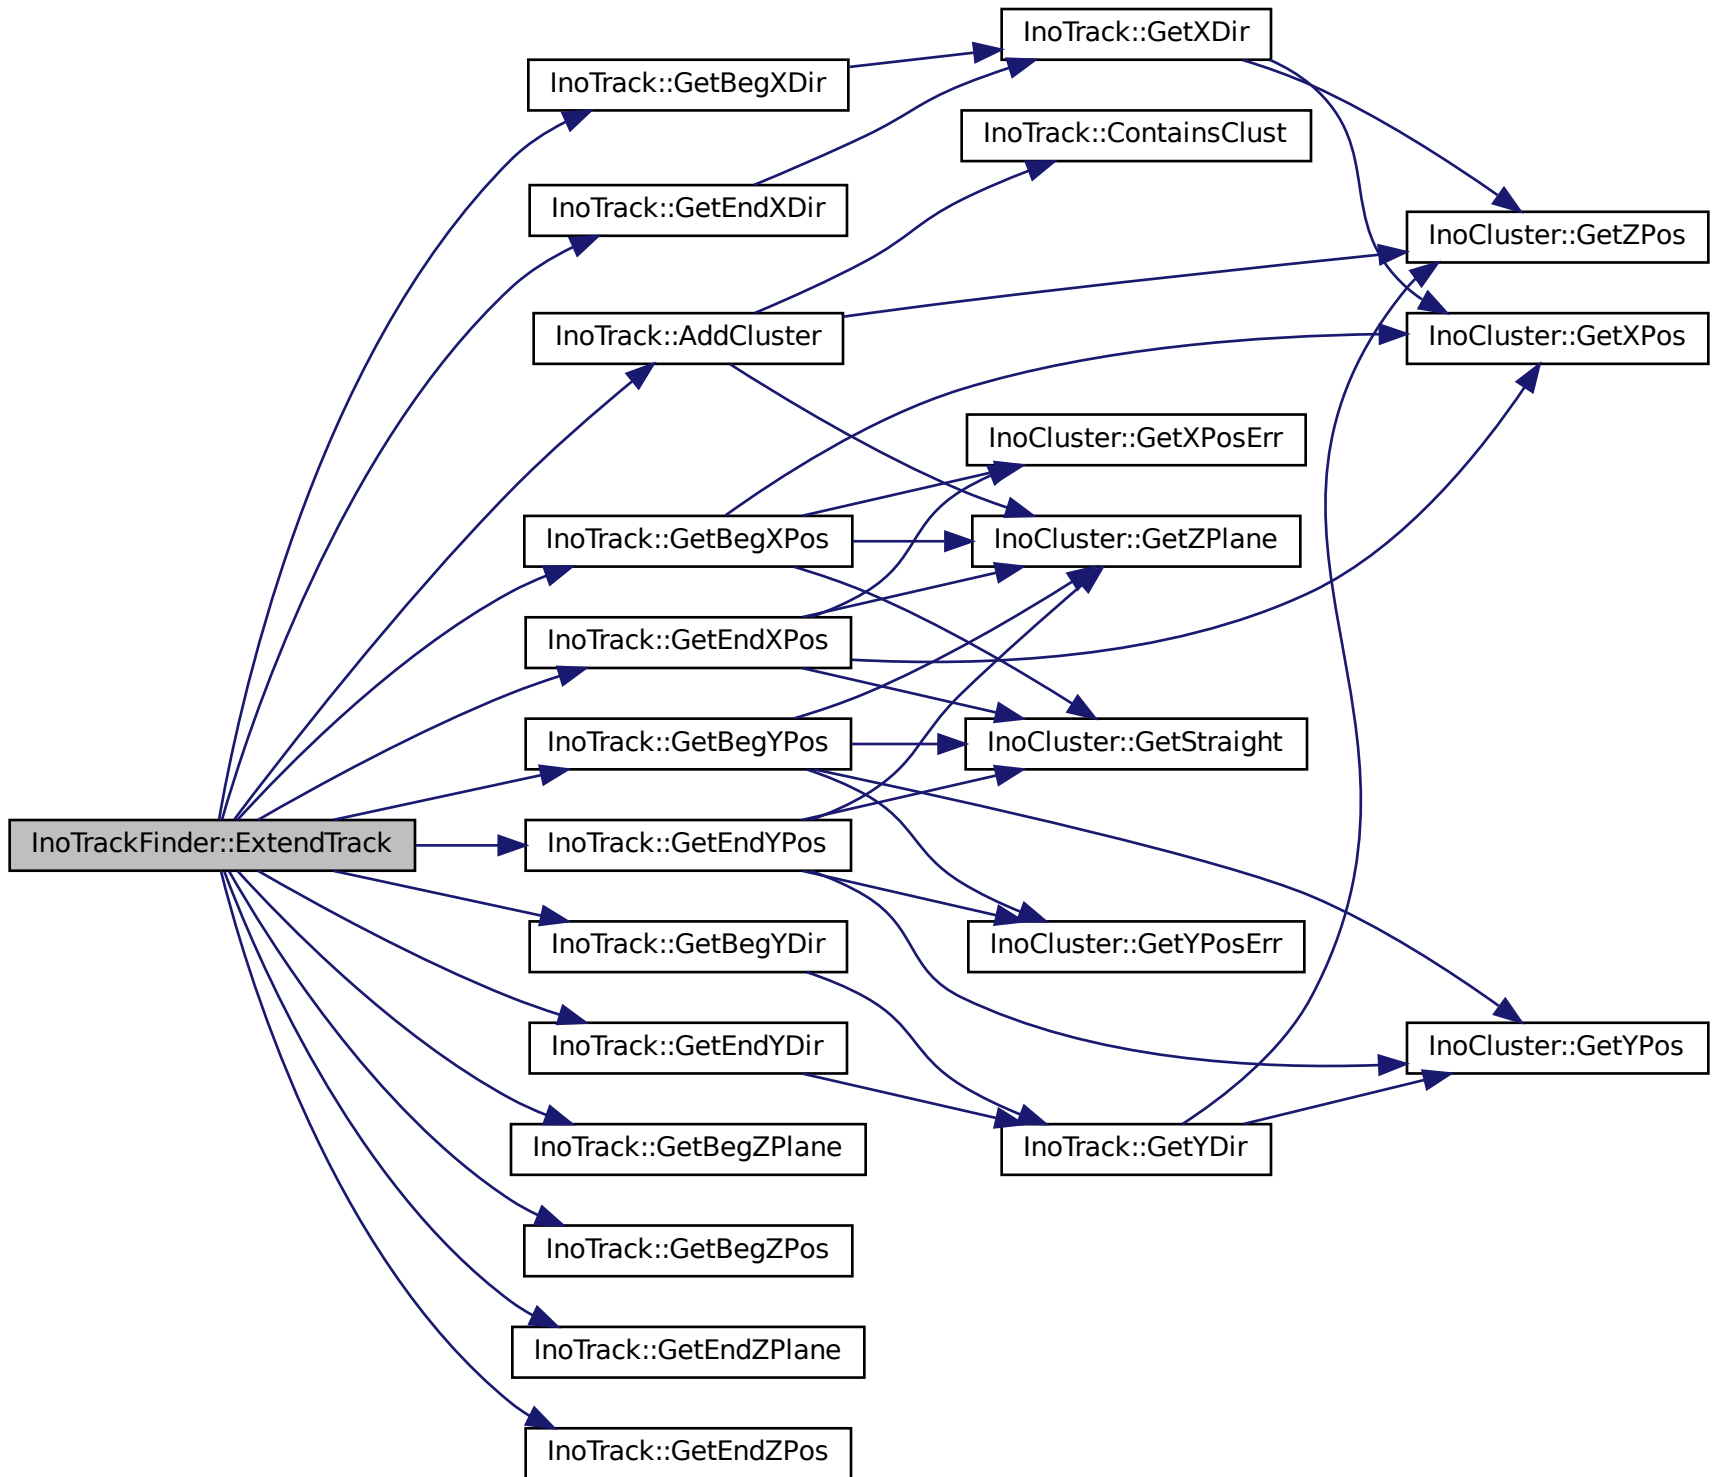 InoTrack::GetXDir
InoTrack::GetBegXDir
InoTrack::ContainsClust
InoTrack::GetEndXDir
InoCluster::GetZPos
InoTrack::AddCluster
InoCluster::GetXPos
InoCluster::GetXPosErr
InoTrack::GetBegXPos
InoCluster::GetZPlane
InoTrack::GetEndXPos
InoTrack::GetBegYPos
InoCluster::GetStraight
InoTrackFinder::ExtendTrack
InoTrack::GetEndYPos
InoTrack::GetBegYDir
InoCluster::GetYPosErr
InoTrack::GetEndYDir
InoCluster::GetYPos
InoTrack::GetBegZPlane
InoTrack::GetYDir
InoTrack::GetBegZPos
InoTrack::GetEndZPlane
InoTrack::GetEndZPos